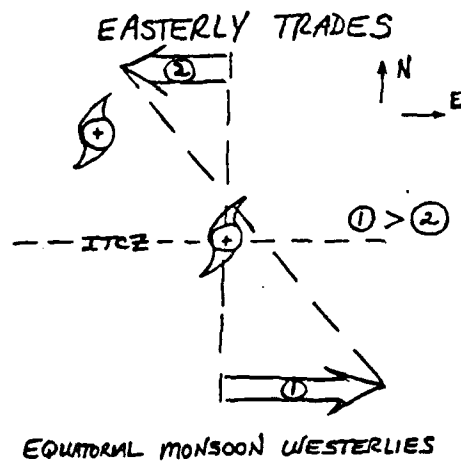 EASTERLY TRADES
②
N
E
① > ②
ITCZ
①
EQUATORIAL MONSOON WESTERLIES